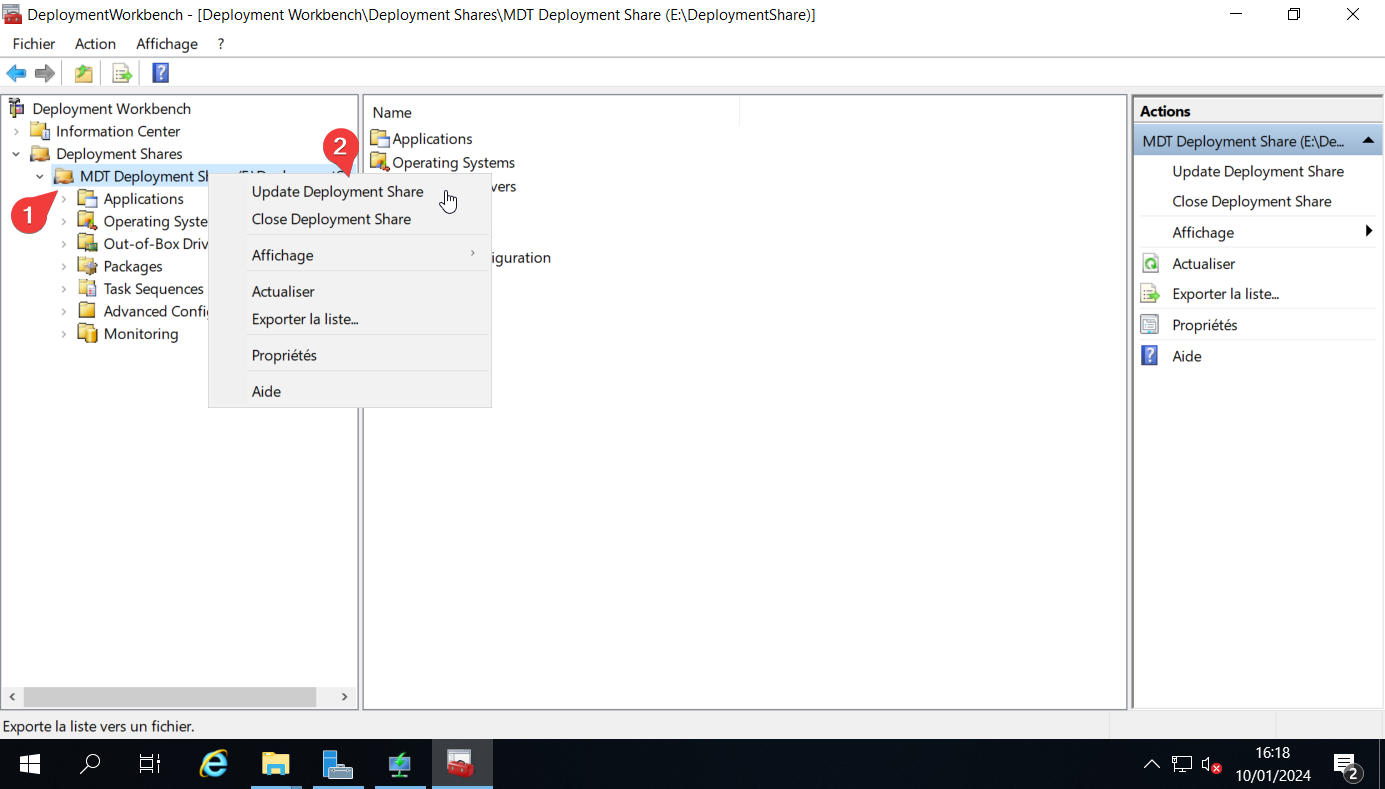 DeploymentWorkbench - [Deployment Workbench\Deployment Shares\MDT Deployment Share (E:\DeploymentShare)]
Fichier Action Affichage ?
Deployment Workbench
Information Center
Deployment Shares
MDT Deployment Sh
Applications
Operating Syste
Out-of-Box Driv
Packages
Task Sequences
Advanced Confi
Monitoring
1
2
Update Deployment Share
Close Deployment Share
Affichage
Actualiser
Exporter la liste...
Propriétés
Aide
Name
Applications
Operating Systems
vers
iguration
Actions
MDT Deployment Share (E:\De...
Update Deployment Share
Close Deployment Share
Affichage
Actualiser
Exporter la liste...
Propriétés
Aide
Exporte la liste vers un fichier.
16:18
10/01/2024
2